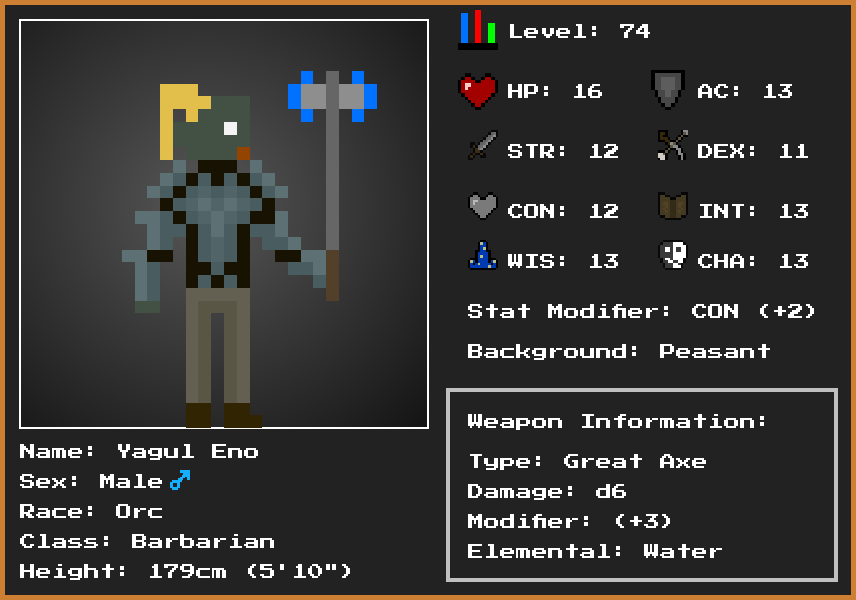 Level: 74
HP: 16
AC: 13
STR: 12
DEX: 11
CON: 12
INT: 13
WIS: 13
CHA: 13
Stat Modifier: CON (+2)
Background: Peasant
Weapon Information:
Type: Great Axe
Damage: d6
Modifier: (+3)
Elemental: Water
Name: Yagul Eno
Sex: Male ♂
Race: Orc
Class: Barbarian
Height: 179cm (5'10")